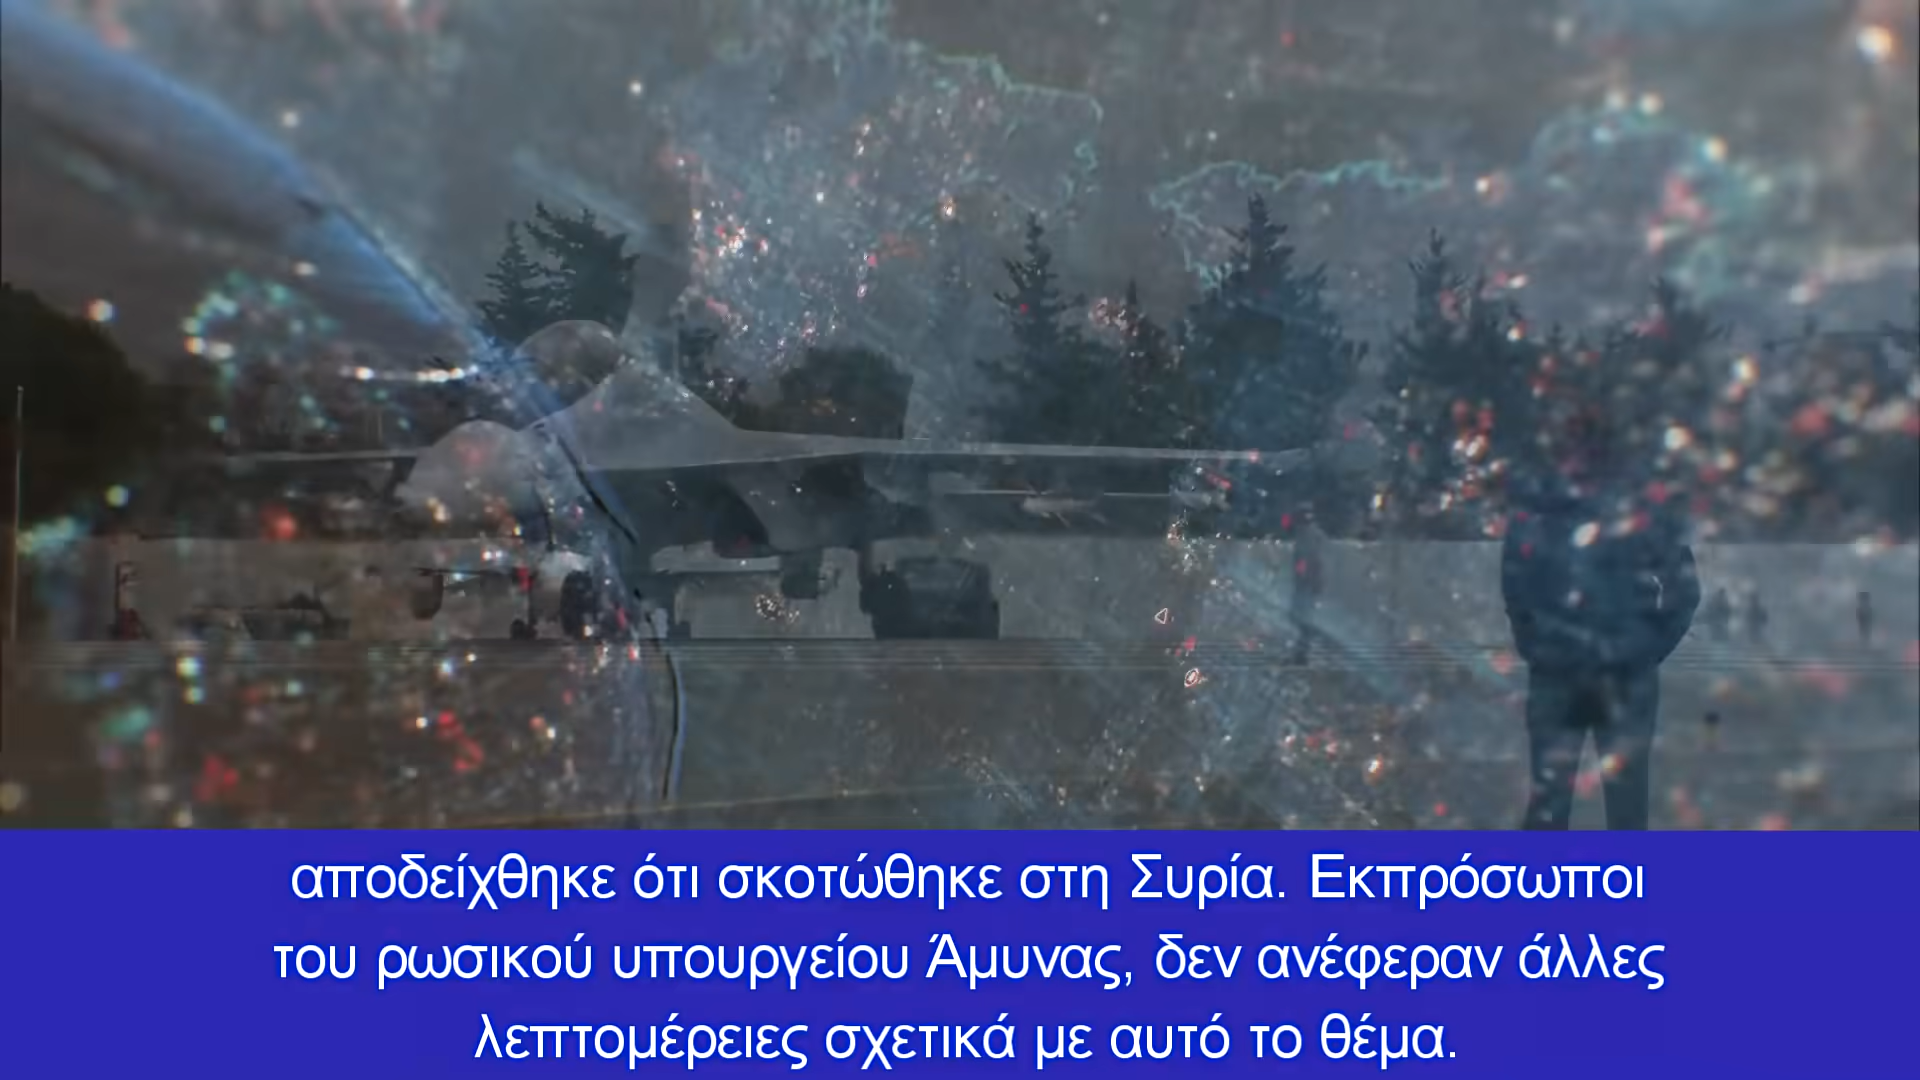 αποδείχθηκε ότι σκοτώθηκε στη Συρία. Εκπρόσωποι
του ρωσικού υπουργείου Άμυνας, δεν ανέφεραν άλλες
λεπτομέρειες σχετικά με αυτό το θέμα.